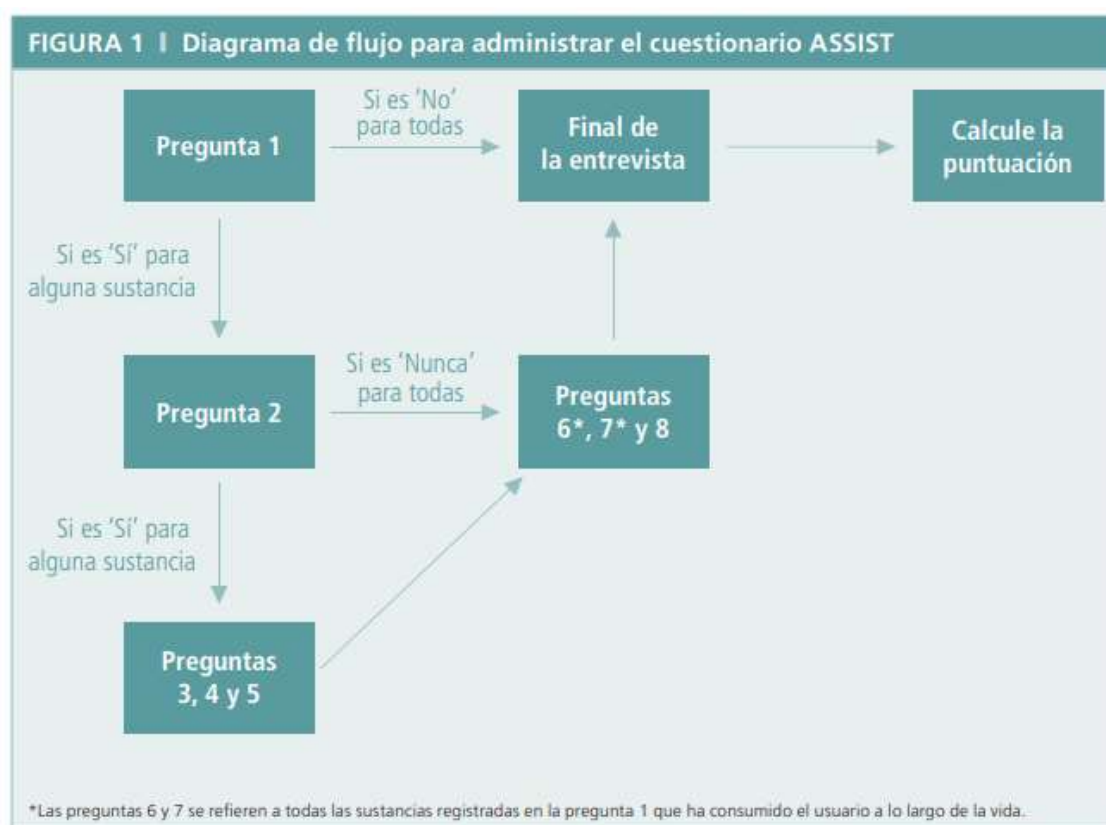 FIGURA 1 | Diagrama de flujo para administrar el cuestionario ASSIST
Pregunta 1
Si es 'No'
para todas
Final de
la entrevista
Calcule la
puntuación
Si es 'Sí' para
alguna sustancia
Pregunta 2
Si es 'Nunca'
para todas
Preguntas
6*, 7* y 8
Si es 'Sí' para
alguna sustancia
Preguntas
3, 4 y 5
*Las preguntas 6 y 7 se refieren a todas las sustancias registradas en la pregunta 1 que ha consumido el usuario a lo largo de la vida.